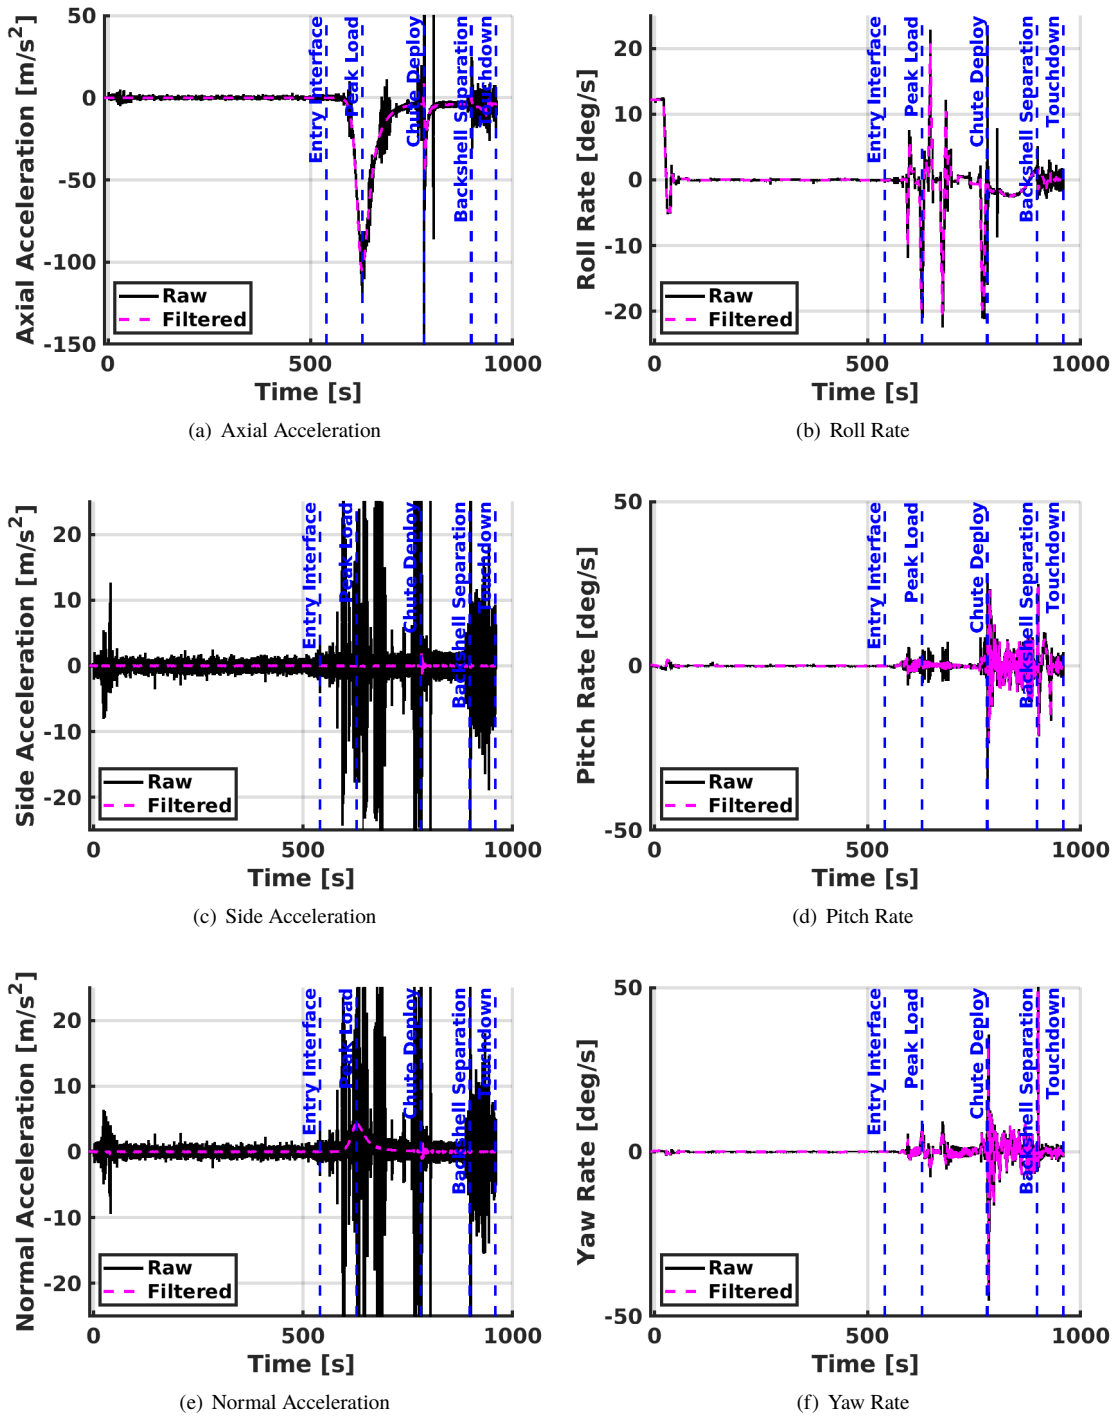 Axial Acceleration [m/s²]
50
0
-50
-100
-150
Entry Interface
Peak Load
Chute Deploy
Backshell Separation
Touchdown
Raw
Filtered
0
500
1000
Time [s]
(a) Axial Acceleration
Roll Rate [deg/s]
20
10
0
-10
-20
Entry Interface
Peak Load
Chute Deploy
Backshell Separation
Touchdown
Raw
Filtered
0
500
1000
Time [s]
(b) Roll Rate
Side Acceleration [m/s²]
20
10
0
-10
-20
Entry Interface
Peak Load
Chute Deploy
Backshell Separation
Touchdown
Raw
Filtered
0
500
1000
Time [s]
(c) Side Acceleration
Pitch Rate [deg/s]
50
0
-50
Entry Interface
Peak Load
Chute Deploy
Backshell Separation
Touchdown
Raw
Filtered
0
500
1000
Time [s]
(d) Pitch Rate
Normal Acceleration [m/s²]
20
10
0
-10
-20
Entry Interface
Peak Load
Chute Deploy
Backshell Separation
Touchdown
Raw
Filtered
0
500
1000
Time [s]
(e) Normal Acceleration
Yaw Rate [deg/s]
50
0
-50
Entry Interface
Peak Load
Chute Deploy
Backshell Separation
Touchdown
Raw
Filtered
0
500
1000
Time [s]
(f) Yaw Rate